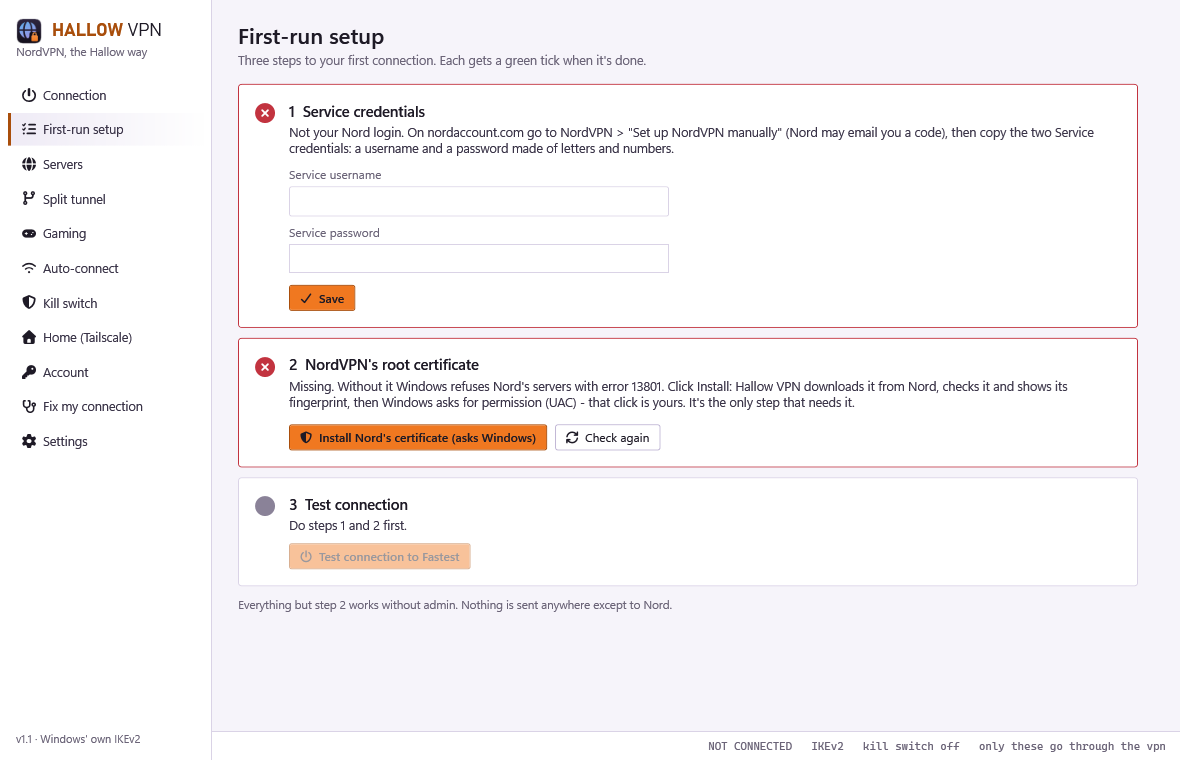 HALLOW VPN
NordVPN, the Hallow way
Connection
First-run setup
Servers
Split tunnel
Gaming
Auto-connect
Kill switch
Home (Tailscale)
Account
Fix my connection
Settings
v1.1 · Windows' own IKEv2
First-run setup
Three steps to your first connection. Each gets a green tick when it's done.
1 Service credentials
Not your Nord login. On nordaccount.com go to NordVPN > "Set up NordVPN manually" (Nord may email you a code), then copy the two Service
credentials: a username and a password made of letters and numbers.
Service username
Service password
Save
2 NordVPN's root certificate
Missing. Without it Windows refuses Nord's servers with error 13801. Click Install: Hallow VPN downloads it from Nord, checks it and shows its
fingerprint, then Windows asks for permission (UAC) - that click is yours. It's the only step that needs it.
Install Nord's certificate (asks Windows)
Check again
3 Test connection
Do steps 1 and 2 first.
Test connection to Fastest
Everything but step 2 works without admin. Nothing is sent anywhere except to Nord.
NOT CONNECTED IKEv2 kill switch off only these go through the vpn